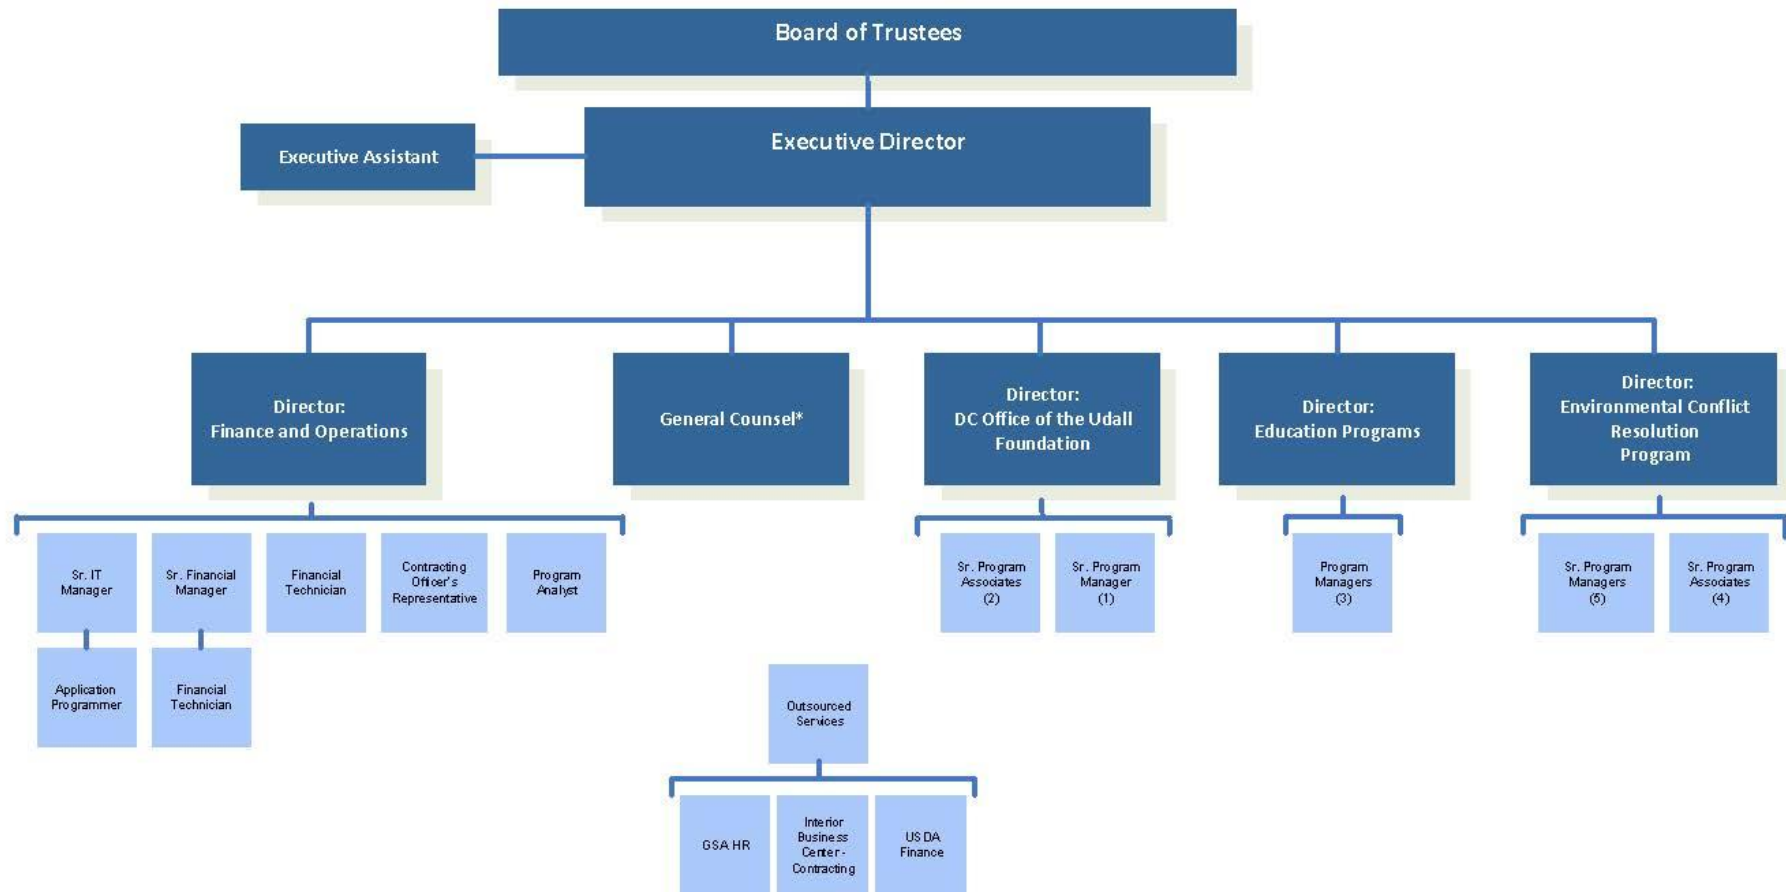 Board of Trustees
Executive Director
Executive Assistant
Director:
Finance and Operations
General Counsel*
Director:
DC Office of the Udall
Foundation
Director:
Education Programs
Director:
Environmental Conflict
Resolution
Program
Sr. IT
Manager
Sr. Financial
Manager
Financial
Technician
Contracting
Officer's
Representative
Program
Analyst
Sr. Program
Associates
(2)
Sr. Program
Manager
(1)
Program
Managers
(3)
Sr. Program
Managers
(5)
Sr. Program
Associates
(4)
Application
Programmer
Financial
Technician
Outsourced
Services
GSA HR
Interior
Business
Center -
Contracting
USDA
Finance